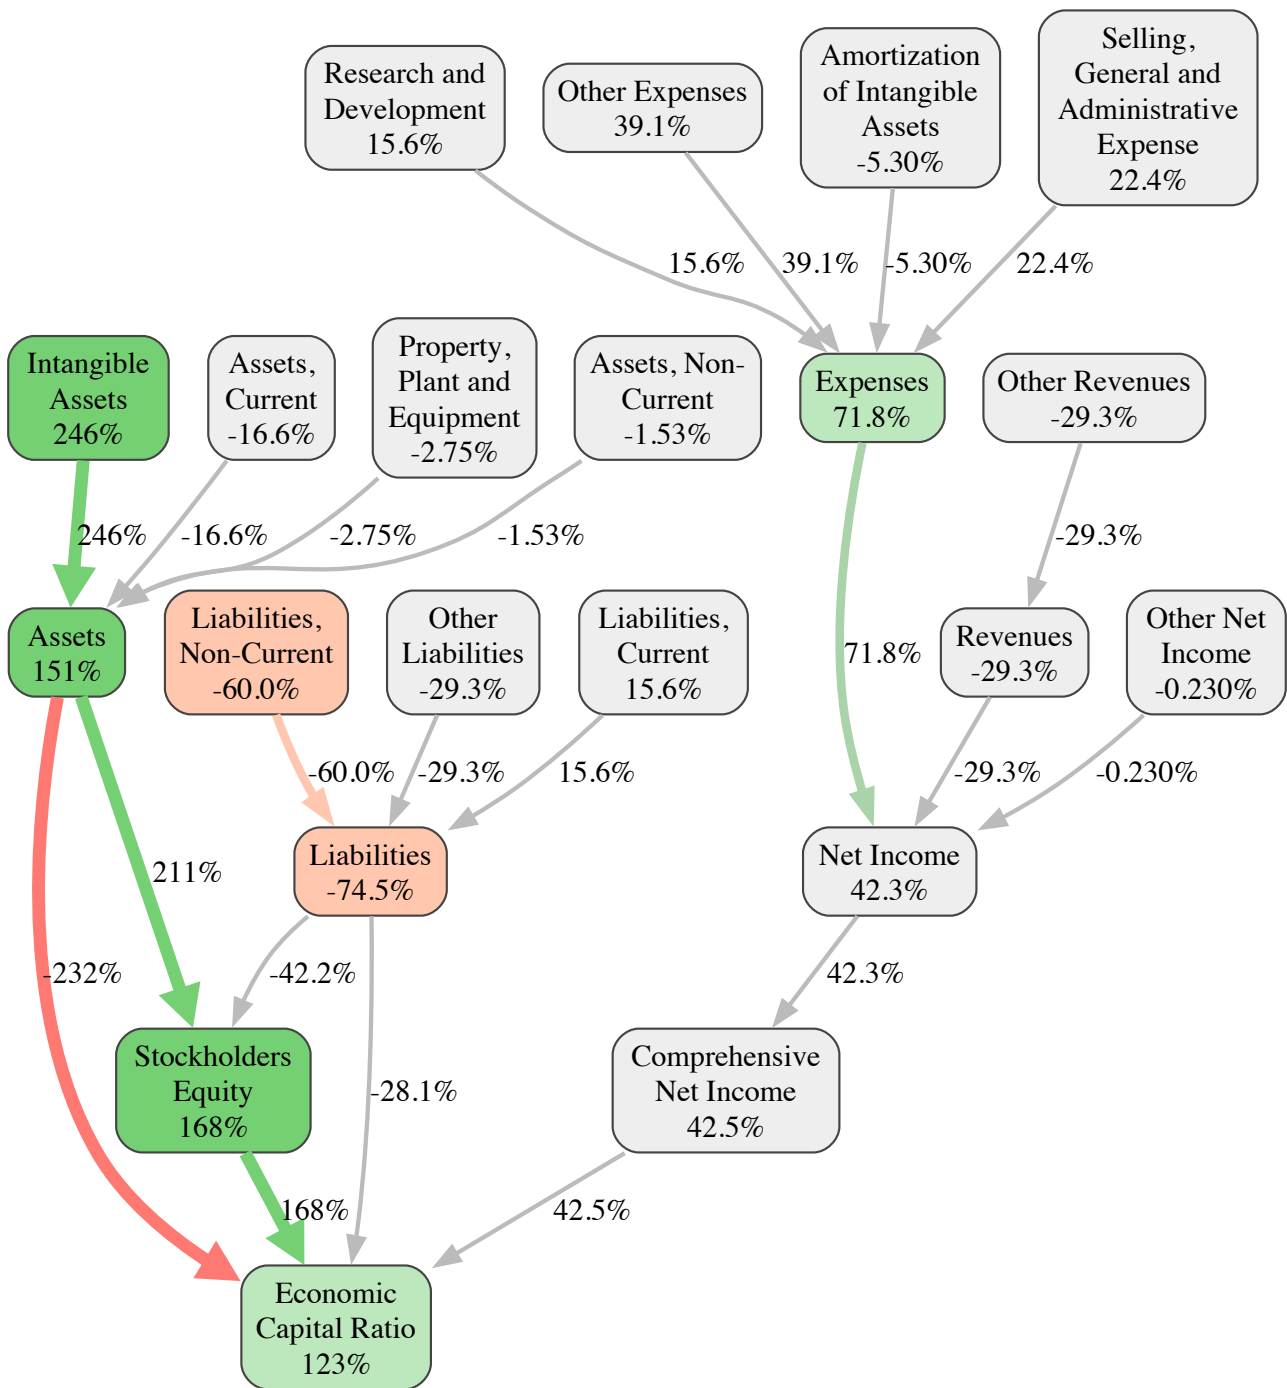 Research and
Development
15.6%
Other Expenses
39.1%
Amortization
of Intangible
Assets
-5.30%
Selling,
General and
Administrative
Expense
22.4%
15.6%
39.1%
-5.30%
22.4%
Intangible
Assets
246%
Assets,
Current
-16.6%
Property,
Plant and
Equipment
-2.75%
Assets, Non-
Current
-1.53%
Expenses
71.8%
Other Revenues
-29.3%
246%
-16.6%
-2.75%
-1.53%
-29.3%
Assets
151%
Liabilities,
Non-Current
-60.0%
Other
Liabilities
-29.3%
Liabilities,
Current
15.6%
71.8%
Revenues
-29.3%
Other Net
Income
-0.230%
-60.0%
-29.3%
15.6%
-29.3%
-0.230%
211%
Liabilities
-74.5%
Net Income
42.3%
-232%
-42.2%
42.3%
Stockholders
Equity
168%
-28.1%
Comprehensive
Net Income
42.5%
168%
42.5%
Economic
Capital Ratio
123%